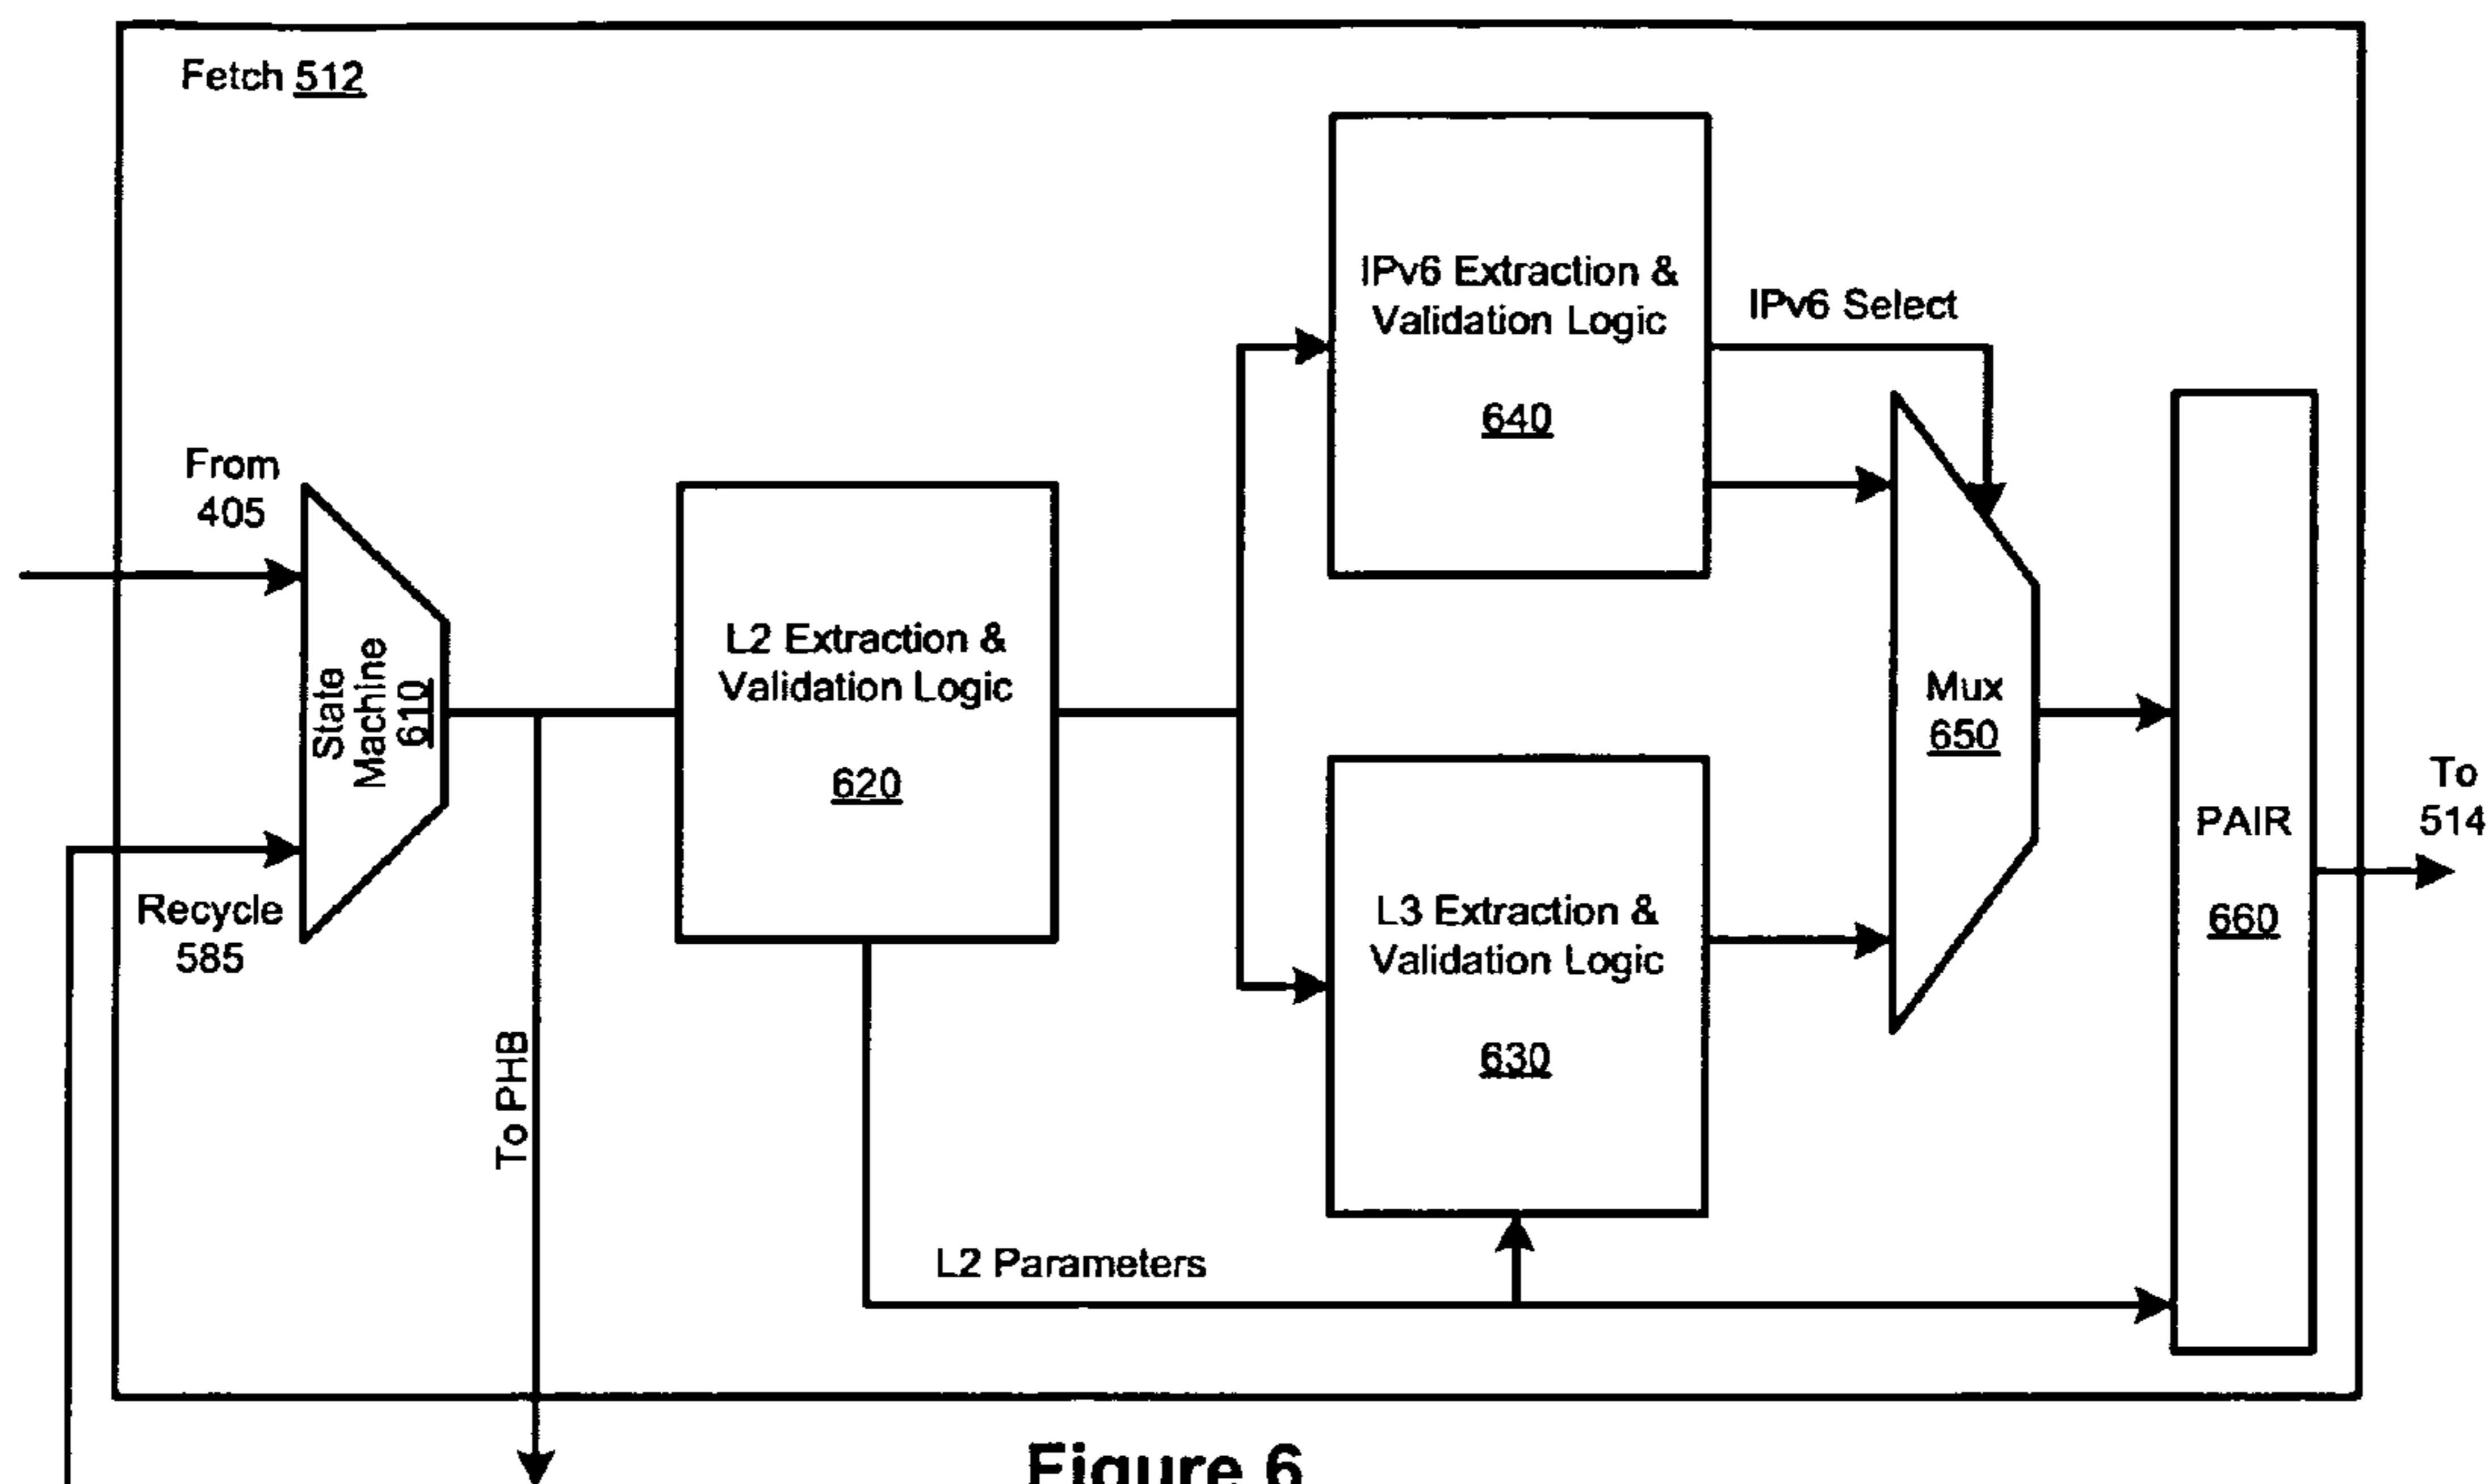 Fetch 512
IPv6 Extraction &
Validation Logic
640
IPv6 Select
From
405
State
Machine
610
L2 Extraction &
Validation Logic
620
Mux
650
To
514
PAIR
660
Recycle
585
L3 Extraction &
Validation Logic
630
To PHB
L2 Parameters
Figure 6